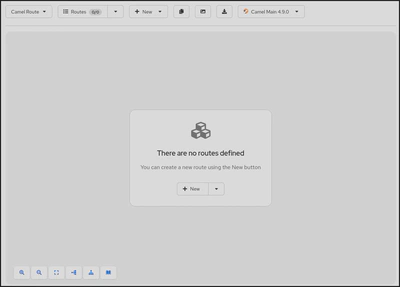 Camel Route Routes 0/0 New Camel Main 4.9.0
There are no routes defined
You can create a new route using the New button
New